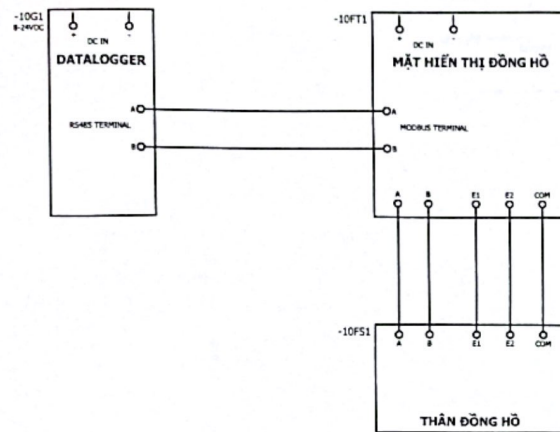 -10G1
8-24VDC
+ -
DC IN
DATALOGGER
A
RS485 TERMINAL
B
-10FT1
+ -
DC IN
MẶT HIỂN THỊ ĐỒNG HỒ
A
MODBUS TERMINAL
B
A B E1 E2 COM
-10FS1
A B E1 E2 COM
THÂN ĐỒNG HỒ